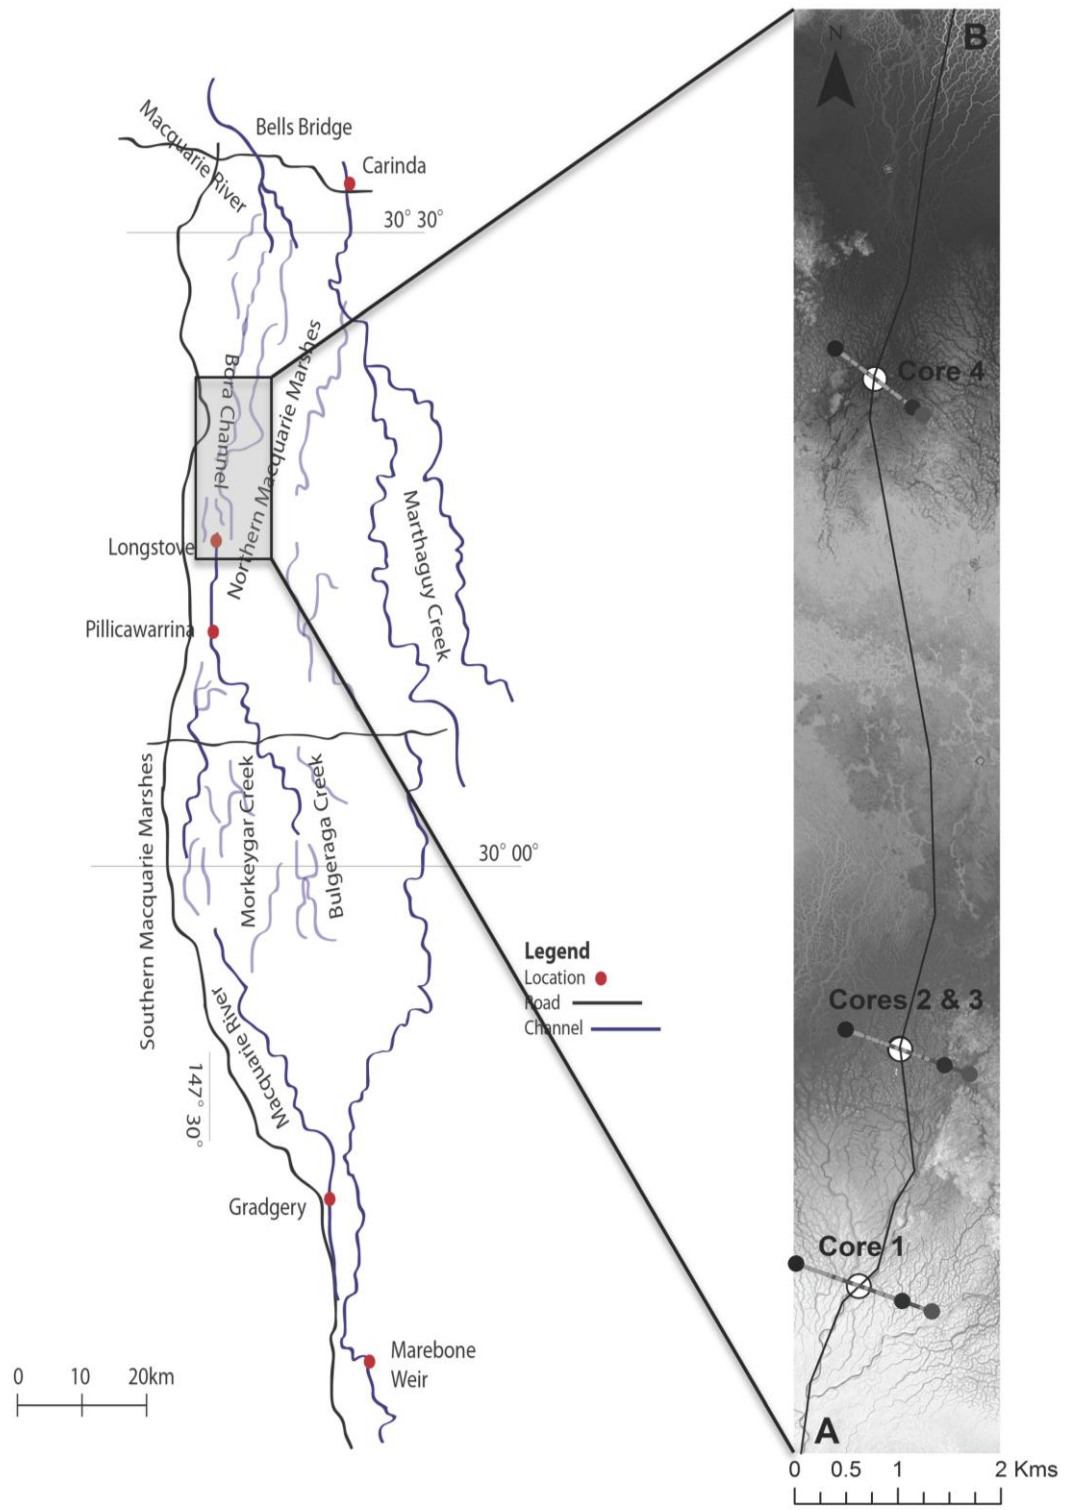 N
B
Macquarie River
Bells Bridge
Carinda
30° 30°
Bora Channel
Northern Macquarie Marshes
Core 4
Marthaguy Creek
Longstove
Pillicawarrina
Southern Macquarie Marshes
Morkeygar Creek
Bulgeraga Creek
30° 00°
Legend
Location
Road
Channel
Cores 2 & 3
Macquarie River
147° 30°
Gradgery
Core 1
Marebone
Weir
0 10 20km
A
0 0.5 1 2 Kms